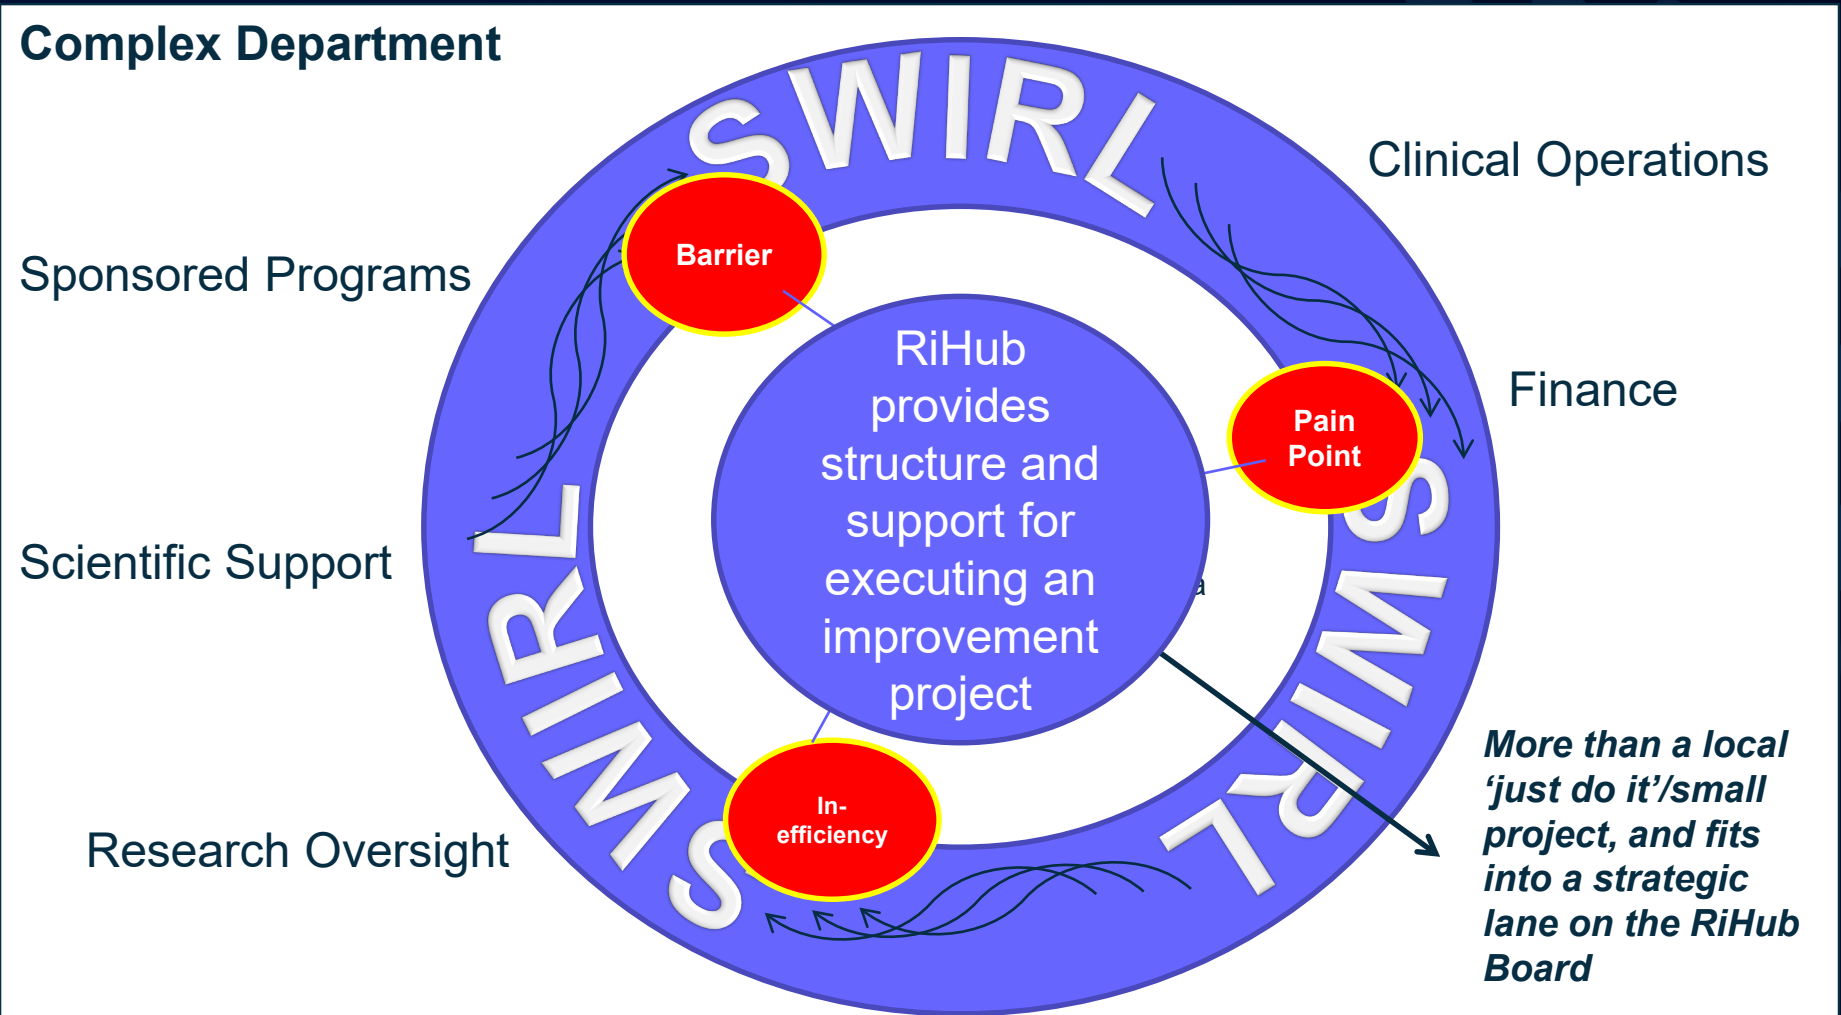 Complex Department
SWIRL
Clinical Operations
Barrier
Sponsored Programs
RiHub
provides
structure and
support for
executing an
improvement
project
Finance
Pain
Point
SWIRL
Scientific Support
SWIRL
a
In-
efficiency
Research Oversight
More than a local
‘just do it’/small
project, and fits
into a strategic
lane on the RiHub
Board